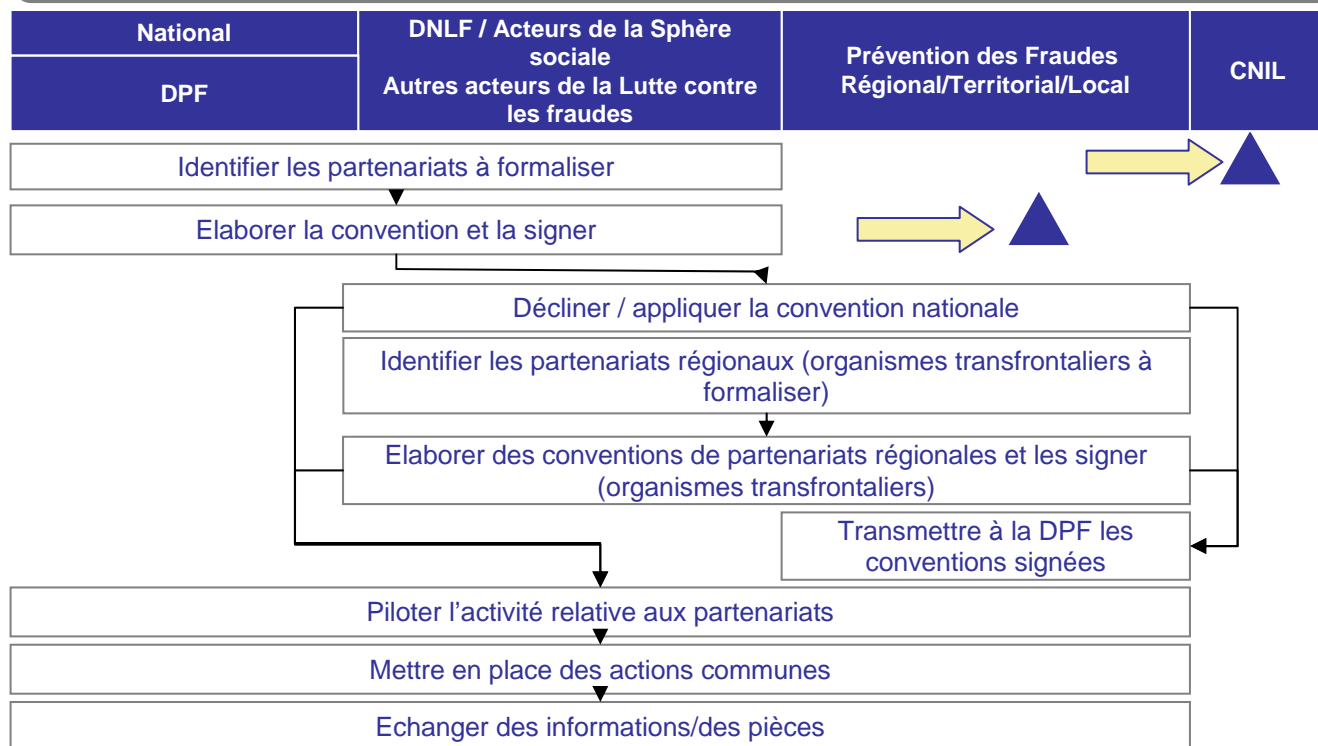 National
DPF
DNLF / Acteurs de la Sphère
sociale
Autres acteurs de la Lutte contre
les fraudes
Prévention des Fraudes
Régional/Territorial/Local
CNIL
Identifier les partenariats à formaliser
Elaborer la convention et la signer
Décliner / appliquer la convention nationale
Identifier les partenariats régionaux (organismes transfrontaliers à
formaliser)
Elaborer des conventions de partenariats régionales et les signer
(organismes transfrontaliers)
Transmettre à la DPF les
conventions signées
Piloter l’activité relative aux partenariats
Mettre en place des actions communes
Echanger des informations/des pièces